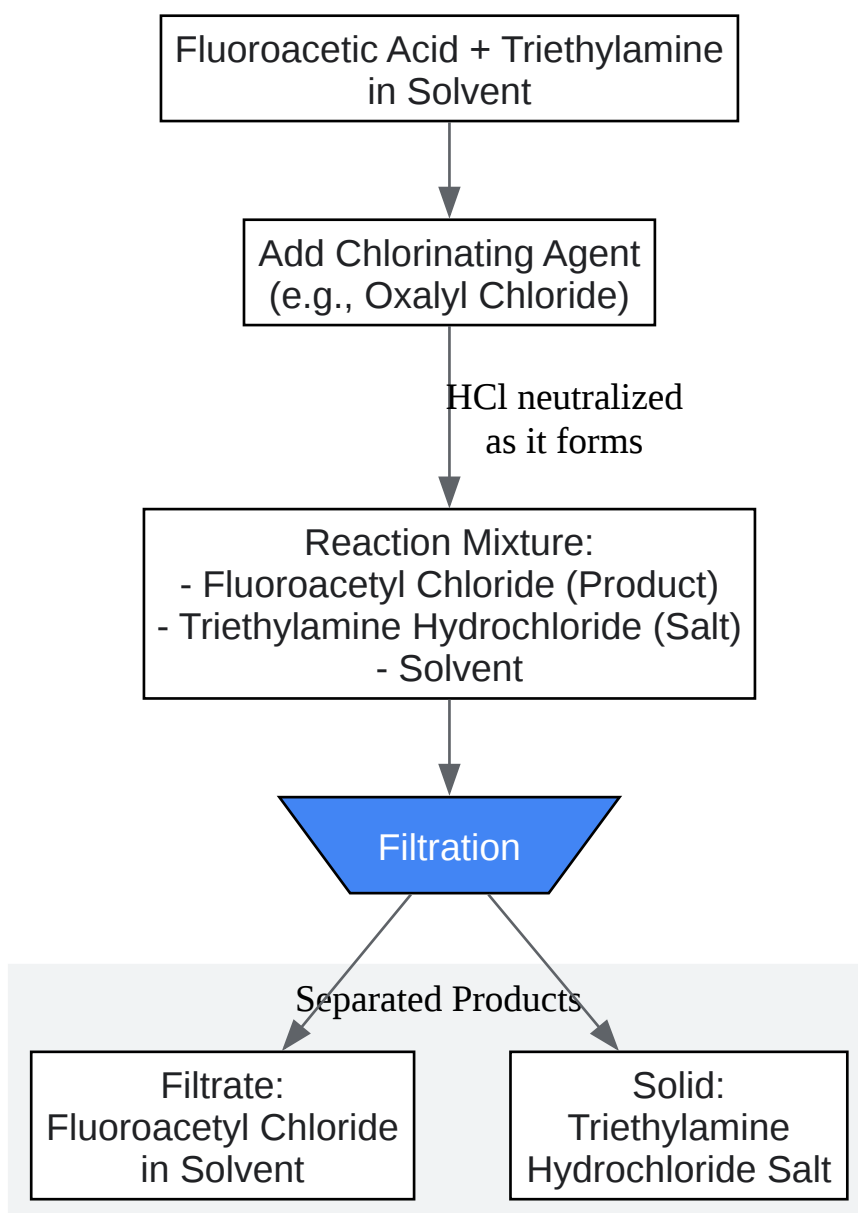 Fluoroacetic Acid + Triethylamine
in Solvent
Add Chlorinating Agent
(e.g., Oxalyl Chloride)
HCl neutralized
as it forms
Reaction Mixture:
- Fluoroacetyl Chloride (Product)
- Triethylamine Hydrochloride (Salt)
- Solvent
Filtration
Separated Products
Filtrate:
Fluoroacetyl Chloride
in Solvent
Solid:
Triethylamine
Hydrochloride Salt